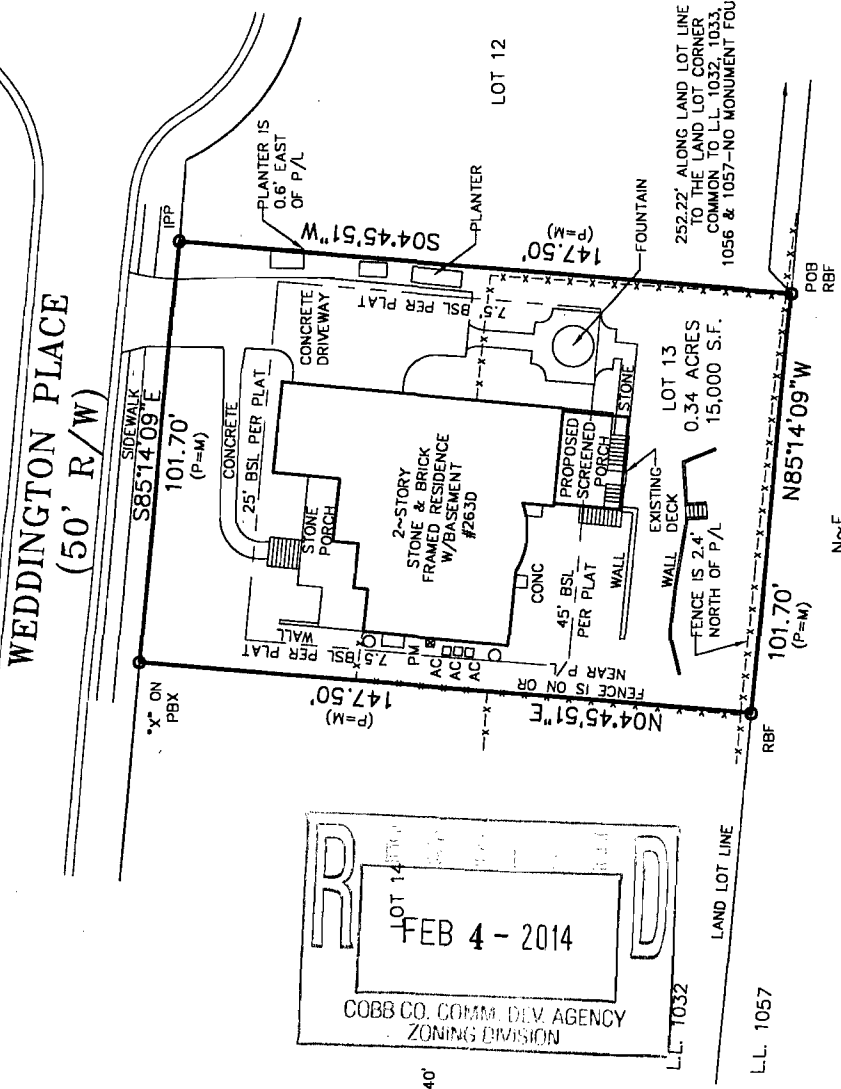 WEDDINGTON PLACE
(50' R/W)
SIDEWALK
S85°14'09"E
101.70'
(P=M)
"X" ON
PBX
IPP
PLANTER IS
0.6' EAST
OF P/L
LOT 12
CONCRETE
25' BSL PER PLAT
CONCRETE
DRIVEWAY
S04°45'51"W
PLANTER
147.50'
(P=M)
7.5' BSL PER PLAT
FOUNTAIN
252.22' ALONG LAND LOT LINE
TO THE LAND LOT CORNER
COMMON TO L.L. 1032, 1033,
1056 & 1057-NO MONUMENT FOU
STONE
PORCH
2~STORY
STONE & BRICK
FRAMED RESIDENCE
W/BASEMENT
#263D
WALL
7.5' BSL PER PLAT
PM
AC
AC
AC
147.50'
(P=M)
N04°45'51"E
FENCE IS ON OR
NEAR P/L
CONC
45' BSL
PER PLAT
WALL
PROPOSED
SCREENED
PORCH
STONE
EXISTING
DECK
WALL
LOT 13
0.34 ACRES
15,000 S.F.
FENCE IS 2.4'
NORTH OF P/L
N85°14'09"W
101.70'
(P=M)
POB
RBF
RBF
LAND LOT LINE
L.L. 1032
L.L. 1057
N~F
40'
LOT 14
R
D
FEB 4 - 2014
COBB CO. COMM. DEV. AGENCY
ZONING DIVISION